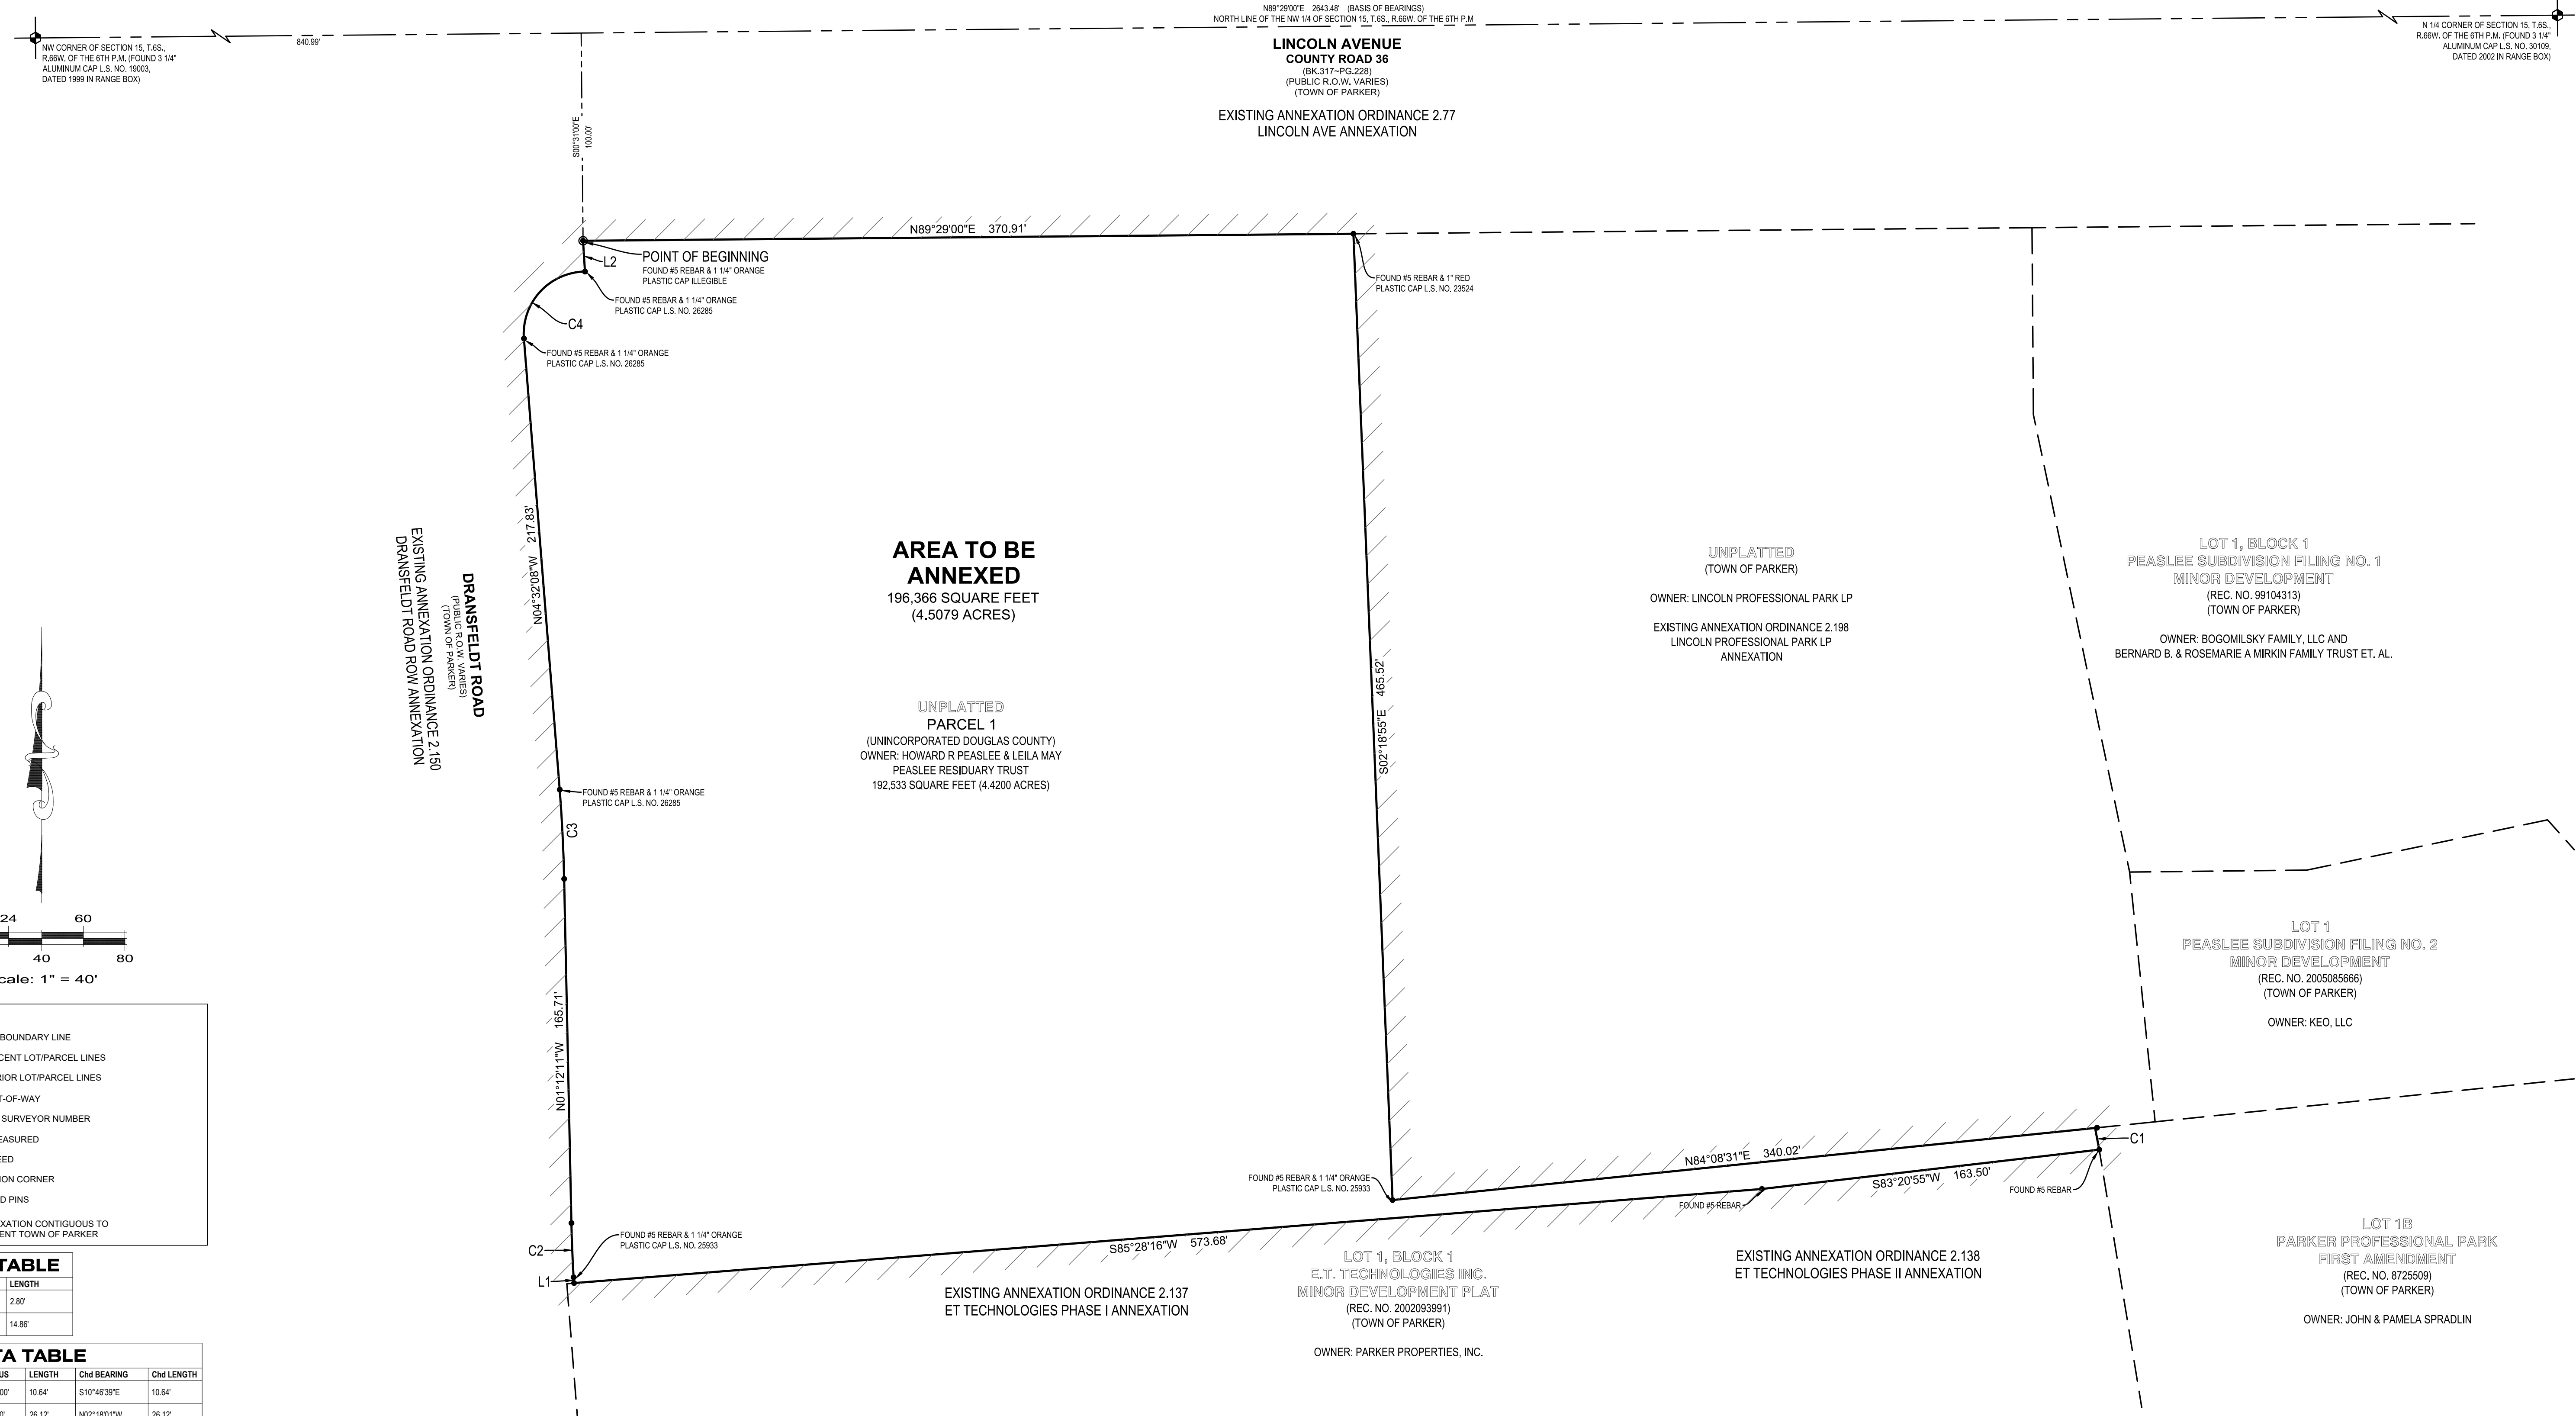 N89°29'00"E 2643.48' (BASIS OF BEARINGS)
NORTH LINE OF THE NW 1/4 OF SECTION 15, T.6S., R.66W. OF THE 6TH P.M
NW CORNER OF SECTION 15, T.6S.,
R.66W. OF THE 6TH P.M. (FOUND 3 1/4"
ALUMINUM CAP L.S. NO. 19003,
DATED 1999 IN RANGE BOX)
840.99'
N 1/4 CORNER OF SECTION 15, T.6S.,
R.66W. OF THE 6TH P.M. (FOUND 3 1/4"
ALUMINUM CAP L.S. NO. 30109,
DATED 2002 IN RANGE BOX)
LINCOLN AVENUE
COUNTY ROAD 36
(BK.317~PG.228)
(PUBLIC R.O.W. VARIES)
(TOWN OF PARKER)
EXISTING ANNEXATION ORDINANCE 2.77
LINCOLN AVE ANNEXATION
S00°31'00"E
100.00'
N89°29'00"E 370.91'
L2
POINT OF BEGINNING
FOUND #5 REBAR & 1 1/4" ORANGE
PLASTIC CAP ILLEGIBLE
FOUND #5 REBAR & 1 1/4" ORANGE
PLASTIC CAP L.S. NO. 26285
C4
FOUND #5 REBAR & 1 1/4" ORANGE
PLASTIC CAP L.S. NO. 26285
FOUND #5 REBAR & 1" RED
PLASTIC CAP L.S. NO. 23524
N04°32'08"W 217.83'
DRANSFELDT ROAD
(PUBLIC R.O.W. VARIES)
(TOWN OF PARKER)
EXISTING ANNEXATION ORDINANCE 2.150
DRANSFELDT ROAD ROW ANNEXATION
AREA TO BE
ANNEXED
196,366 SQUARE FEET
(4.5079 ACRES)
UNPLATTED
PARCEL 1
(UNINCORPORATED DOUGLAS COUNTY)
OWNER: HOWARD R PEASLEE & LEILA MAY
PEASLEE RESIDUARY TRUST
192,533 SQUARE FEET (4.4200 ACRES)
S02°18'55"E 465.52'
UNPLATTED
(TOWN OF PARKER)
OWNER: LINCOLN PROFESSIONAL PARK LP
EXISTING ANNEXATION ORDINANCE 2.198
LINCOLN PROFESSIONAL PARK LP
ANNEXATION
LOT 1, BLOCK 1
PEASLEE SUBDIVISION FILING NO. 1
MINOR DEVELOPMENT
(REC. NO. 99104313)
(TOWN OF PARKER)
OWNER: BOGOMILSKY FAMILY, LLC AND
BERNARD B. & ROSEMARIE A MIRKIN FAMILY TRUST ET. AL.
FOUND #5 REBAR & 1 1/4" ORANGE
PLASTIC CAP L.S. NO. 26285
C3
24 60
40 80
cale: 1" = 40'
LOT 1
PEASLEE SUBDIVISION FILING NO. 2
MINOR DEVELOPMENT
(REC. NO. 2005085666)
(TOWN OF PARKER)
OWNER: KEO, LLC
N01°12'11"W 165.71'
BOUNDARY LINE
CENT LOT/PARCEL LINES
RIOR LOT/PARCEL LINES
T-OF-WAY
SURVEYOR NUMBER
EASURED
EED
ION CORNER
D PINS
EXATION CONTIGUOUS TO
ENT TOWN OF PARKER
C1
N84°08'31"E 340.02'
S83°20'55"W 163.50'
FOUND #5 REBAR
FOUND #5 REBAR
FOUND #5 REBAR & 1 1/4" ORANGE
PLASTIC CAP L.S. NO. 25933
FOUND #5 REBAR & 1 1/4" ORANGE
PLASTIC CAP L.S. NO. 25933
C2
L1
S85°28'16"W 573.68'
LOT 1, BLOCK 1
E.T. TECHNOLOGIES INC.
MINOR DEVELOPMENT PLAT
(REC. NO. 2002093991)
(TOWN OF PARKER)
OWNER: PARKER PROPERTIES, INC.
EXISTING ANNEXATION ORDINANCE 2.137
ET TECHNOLOGIES PHASE I ANNEXATION
EXISTING ANNEXATION ORDINANCE 2.138
ET TECHNOLOGIES PHASE II ANNEXATION
LOT 1B
PARKER PROFESSIONAL PARK
FIRST AMENDMENT
(REC. NO. 8725509)
(TOWN OF PARKER)
OWNER: JOHN & PAMELA SPRADLIN
TABLE
LENGTH
2.80'
14.86'
TA TABLE
US LENGTH Chd BEARING Chd LENGTH
00' 10.64' S10°46'39"E 10.64'
0' 26.12' N02°18'01"W 26.12'